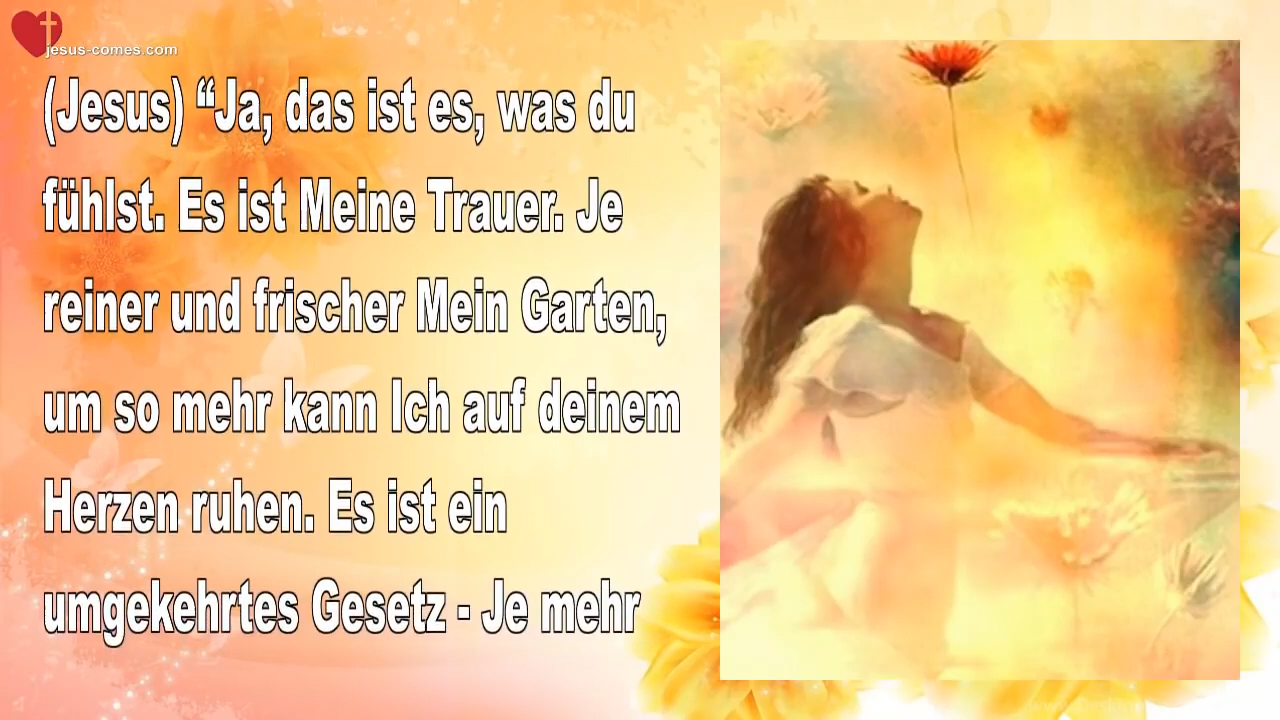 jesus-comes.com
(Jesus) “Ja, das ist es, was du
fühlst. Es ist Meine Trauer. Je
reiner und frischer Mein Garten,
um so mehr kann Ich auf deinem
Herzen ruhen. Es ist ein
umgekehrtes Gesetz - Je mehr